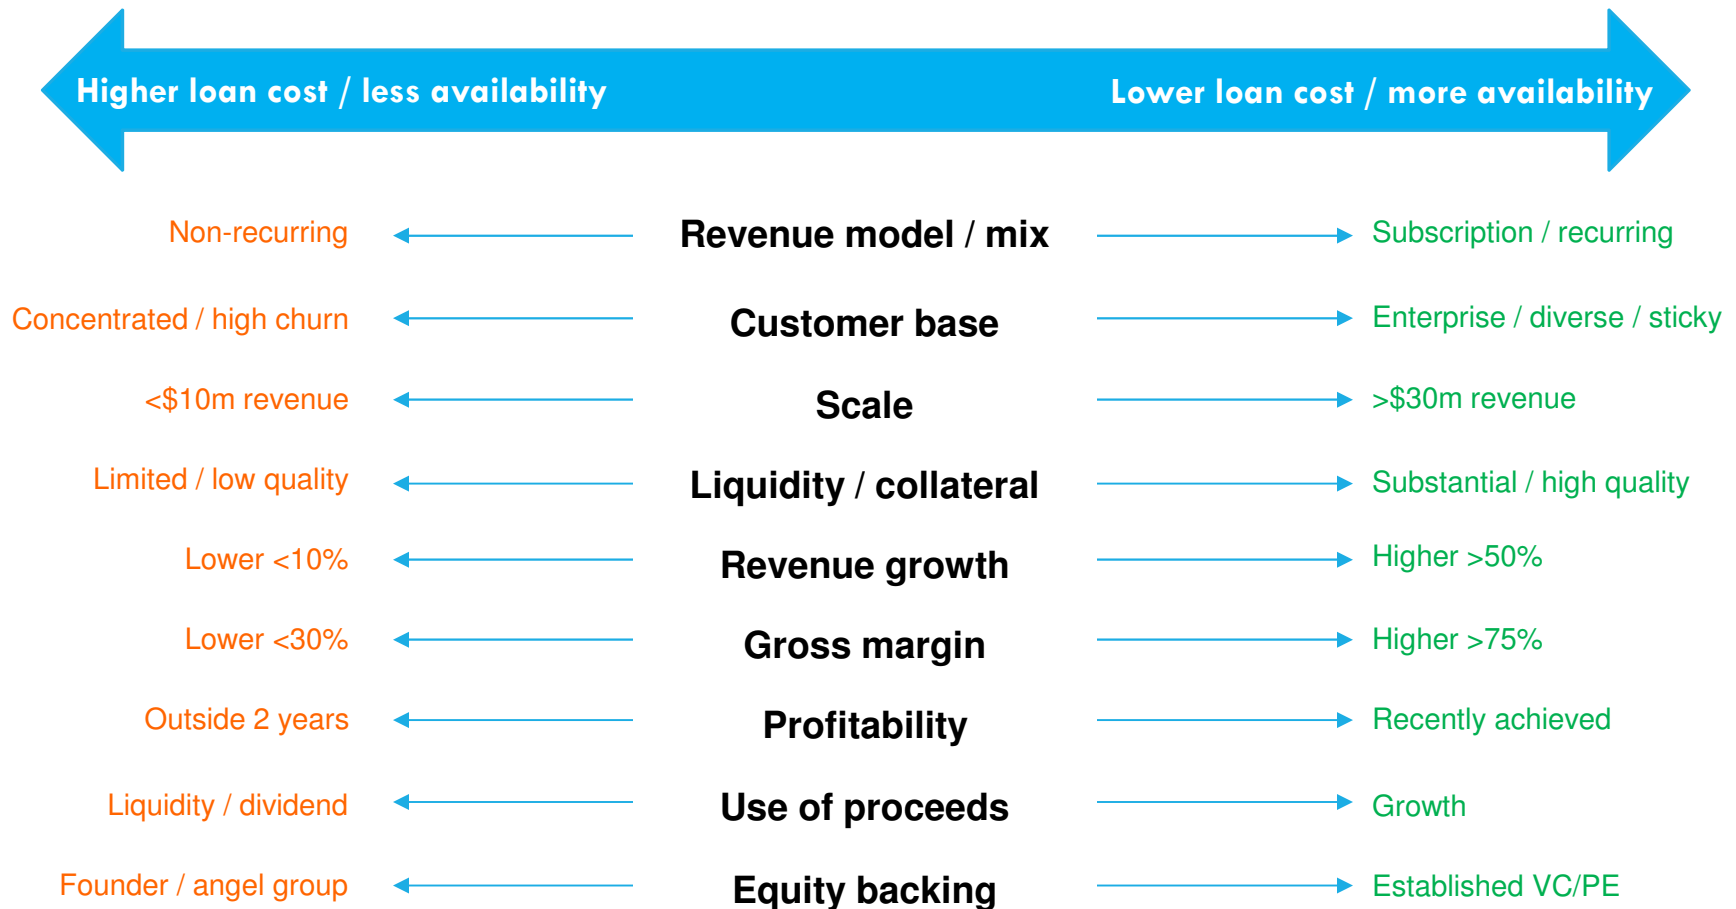 Higher loan cost / less availability Lower loan cost / more availability
Non-recurring Revenue model / mix Subscription / recurring
Concentrated / high churn Customer base Enterprise / diverse / sticky
<$10m revenue Scale >$30m revenue
Limited / low quality Liquidity / collateral Substantial / high quality
Lower <10% Revenue growth Higher >50%
Lower <30% Gross margin Higher >75%
Outside 2 years Profitability Recently achieved
Liquidity / dividend Use of proceeds Growth
Founder / angel group Equity backing Established VC/PE